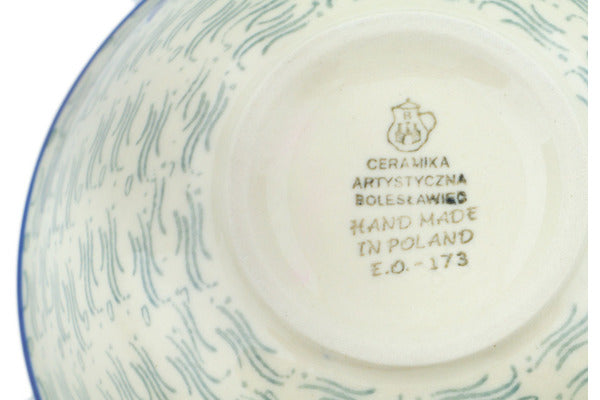 B
CERAMIKA
ARTYSTYCZNA
BOLESŁAWIEC
HAND MADE
IN POLAND
E.O.-173